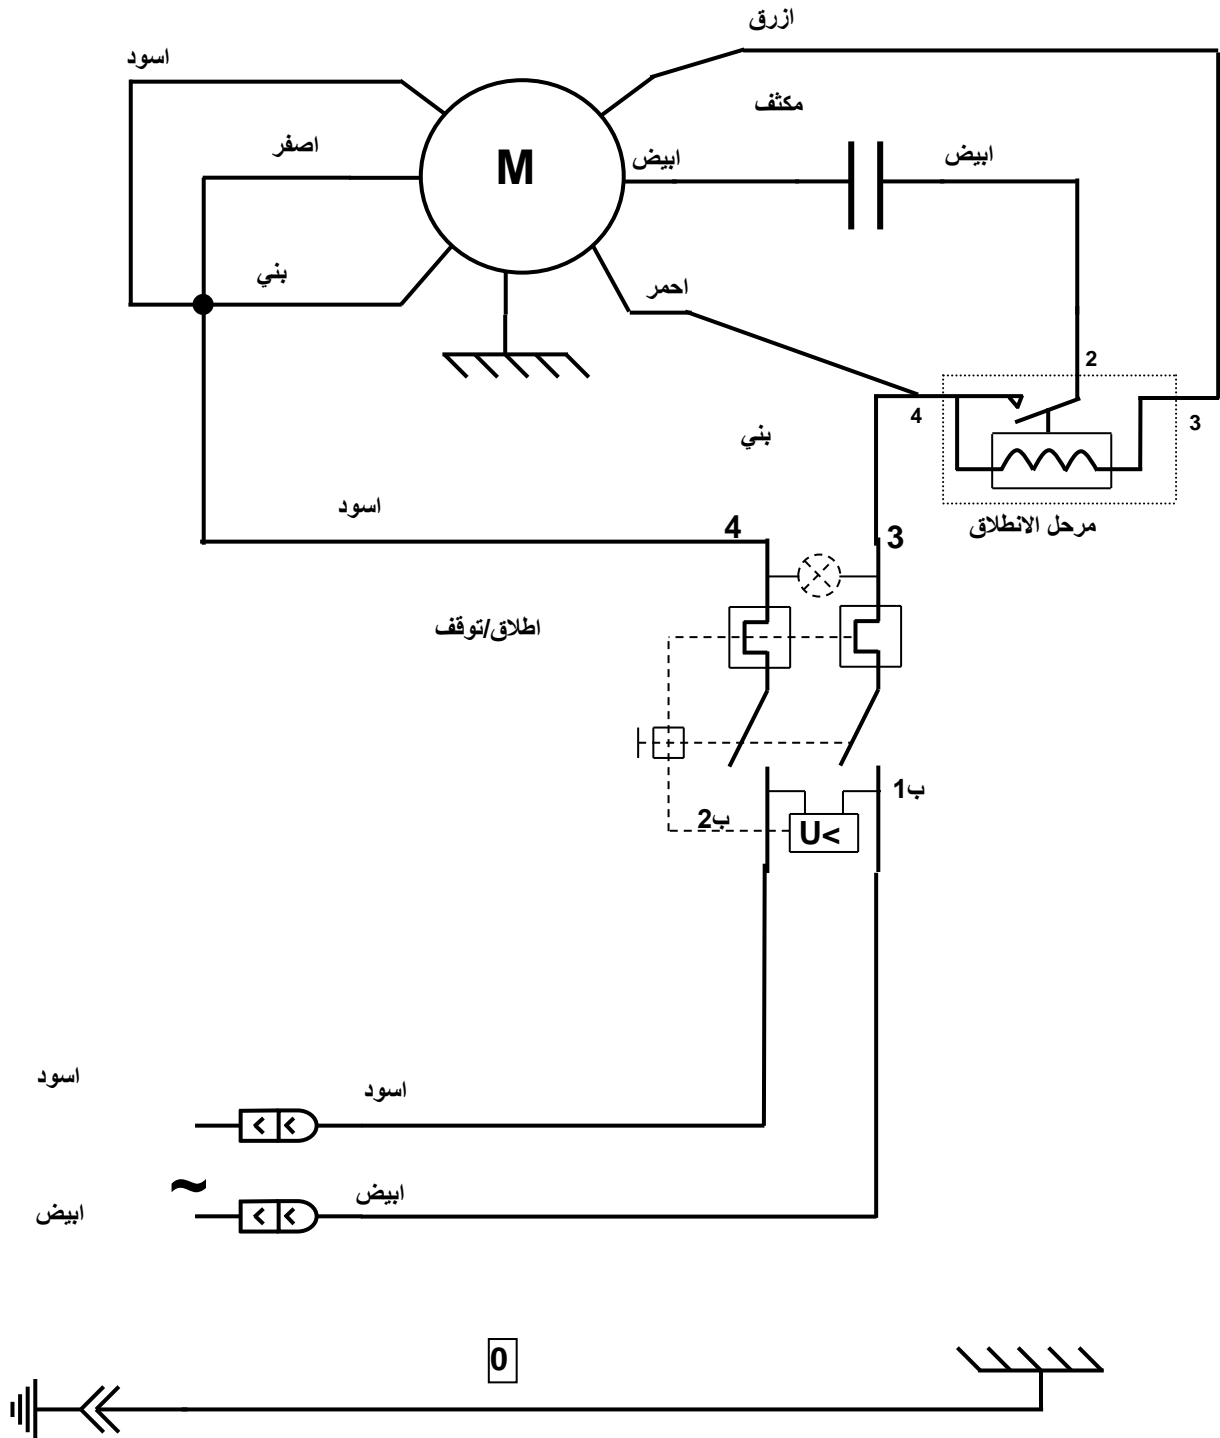 ازرق
اسود
مكثف
اصفر
M
ابيض
ابيض
بني
احمر
2
4
3
بني
اسود
مرحل الانطلاق
4
3
اطلاق/توقف
ب1
ب2
U<
اسود
اسود
~
ابيض
ابيض
0